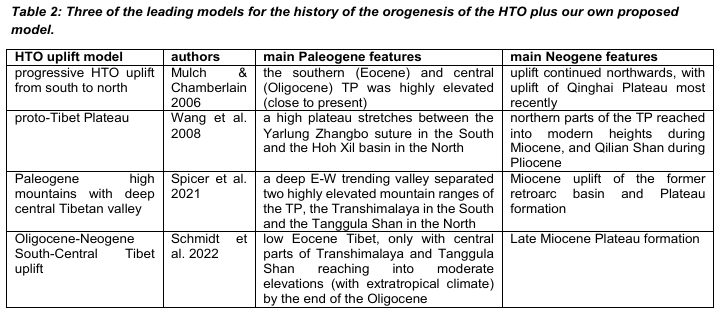 Table 2: Three of the leading models for the history of the orogenesis of the HTO plus our own proposed
model.
HTO uplift model
authors
main Paleogene features
main Neogene features
progressive HTO uplift
from south to north
Mulch &
Chamberlain
2006
the southern (Eocene) and central
(Oligocene) TP was highly elevated
(close to present)
uplift continued northwards, with
uplift of Qinghai Plateau most
recently
proto-Tibet Plateau
Wang et al.
2008
a high plateau stretches between the
Yarlung Zhangbo suture in the South
and the Hoh Xil basin in the North
northern parts of the TP reached
into modern heights during
Miocene, and Qilian Shan during
Pliocene
Paleogene high
mountains with deep
central Tibetan valley
Spicer et al.
2021
a deep E-W trending valley separated
two highly elevated mountain ranges of
the TP, the Transhimalaya in the South
and the Tanggula Shan in the North
Miocene uplift of the former
retroarc basin and Plateau
formation
Oligocene-Neogene
South-Central Tibet
uplift
Schmidt et
al. 2022
low Eocene Tibet, only with central
parts of Transhimalaya and Tanggula
Shan reaching into moderate
elevations (with extratropical climate)
by the end of the Oligocene
Late Miocene Plateau formation